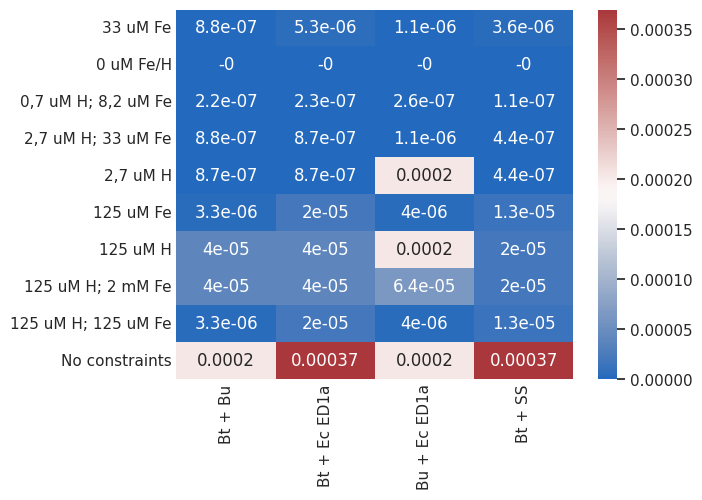 33 uM Fe 8.8e-07 5.3e-06 1.1e-06 3.6e-06
0 uM Fe/H -0 -0 -0 -0
0,7 uM H; 8,2 uM Fe 2.2e-07 2.3e-07 2.6e-07 1.1e-07
2,7 uM H; 33 uM Fe 8.8e-07 8.7e-07 1.1e-06 4.4e-07
2,7 uM H 8.7e-07 8.7e-07 0.0002 4.4e-07
125 uM Fe 3.3e-06 2e-05 4e-06 1.3e-05
125 uM H 4e-05 4e-05 0.0002 2e-05
125 uM H; 2 mM Fe 4e-05 4e-05 6.4e-05 2e-05
125 uM H; 125 uM Fe 3.3e-06 2e-05 4e-06 1.3e-05
No constraints 0.0002 0.00037 0.0002 0.00037
Bt + Bu
Bt + Ec ED1a
Bu + Ec ED1a
Bt + SS
0.00035
0.00030
0.00025
0.00020
0.00015
0.00010
0.00005
0.00000